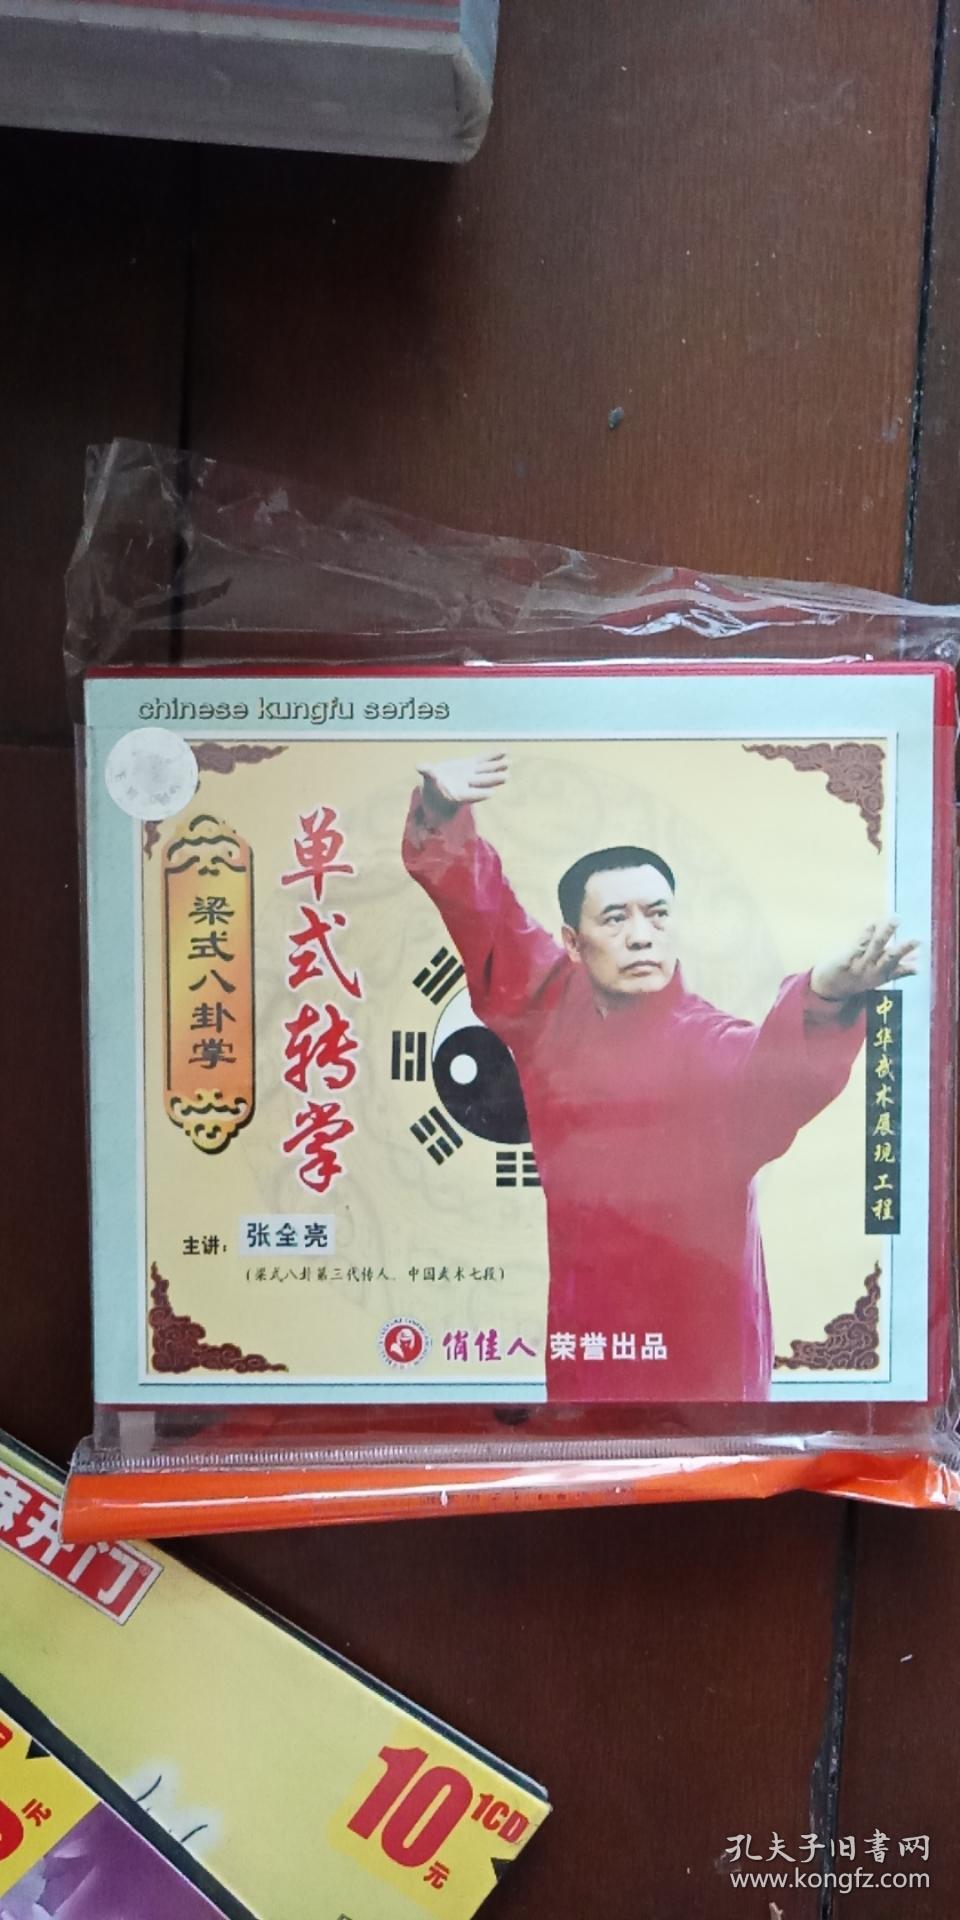 chinese kungfu series
梁式八卦掌
单式转掌
中华武术展现工程
主讲：张全亮
（梁式八卦第三代传人、中国武术七段）
俏佳人 荣誉出品
开门
10元
1CD
元
孔夫子旧书网
www.kongfz.com